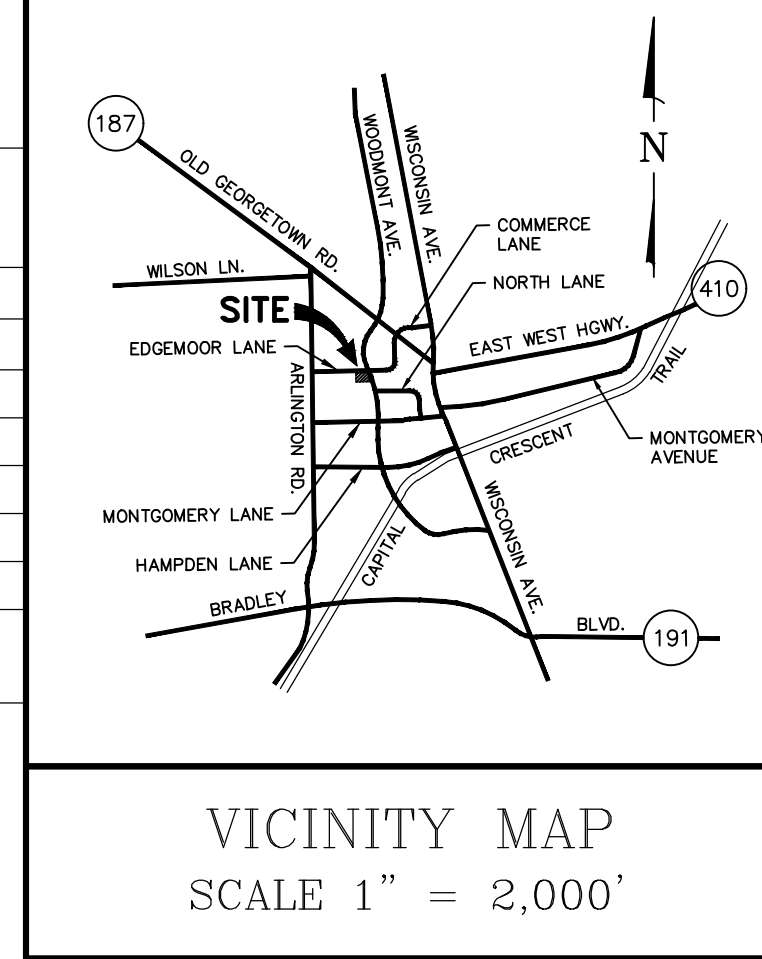 187
OLD GEORGETOWN RD.
WOODMONT AVE.
WISCONSIN AVE.
N
COMMERCE
LANE
WILSON LN.
NORTH LANE
410
SITE
EAST WEST HGWY.
EDGEMOOR LANE
TRAIL
ARLINGTON RD.
CRESCENT
MONTGOMERY
AVENUE
MONTGOMERY LANE
WISCONSIN AVE.
HAMPDEN LANE
CAPITAL
BRADLEY
BLVD.
191
VICINITY MAP
SCALE 1" = 2,000'